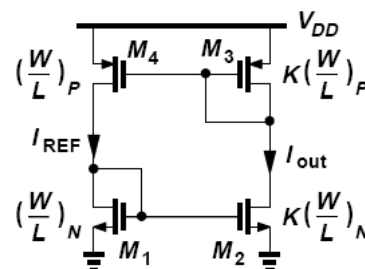 V_DD
(W/L)_P M_4 M_3 K(W/L)_P
I_REF I_out
(W/L)_N M_1 M_2 K(W/L)_N